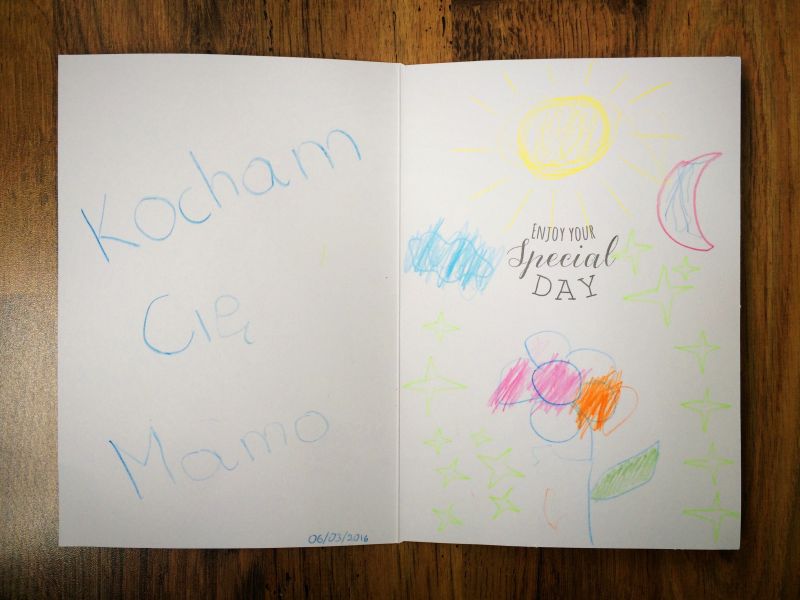 Kocham
Cię
Mamo
06/03/2016
ENJOY YOUR
Special
DAY